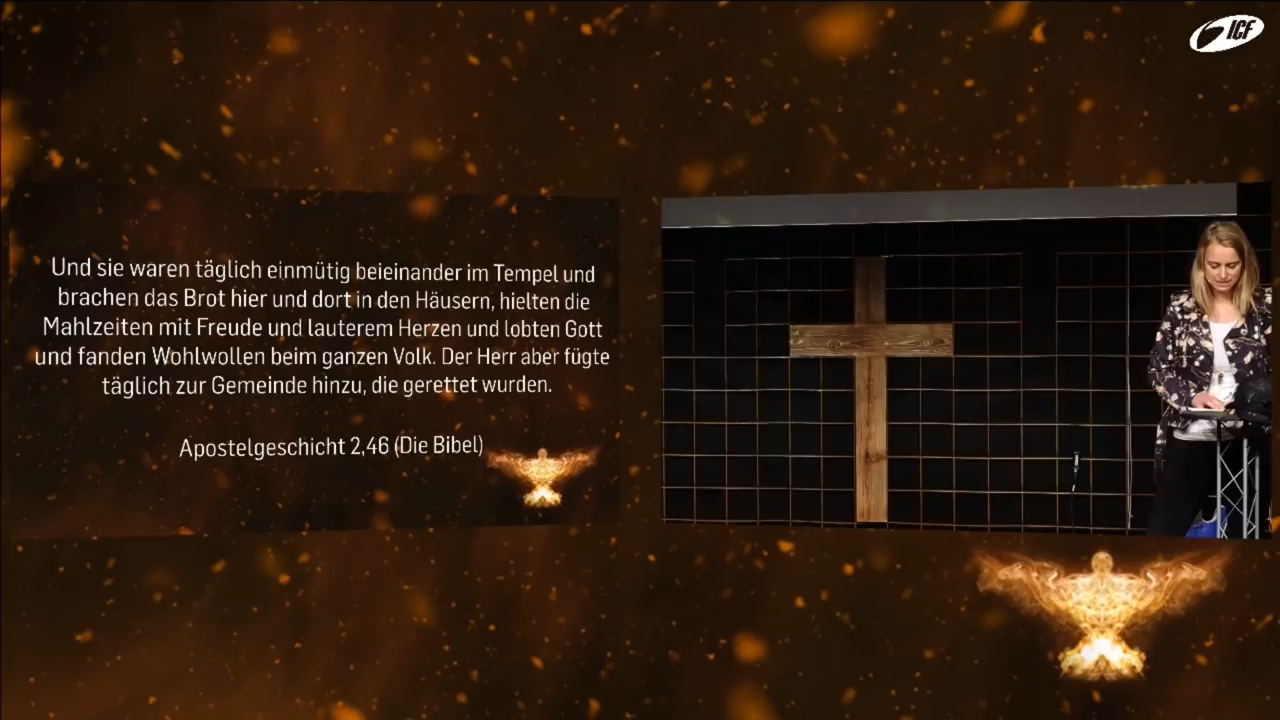 ICF
Und sie waren täglich einmütig beieinander im Tempel und
brachen das Brot hier und dort in den Häusern, hielten die
Mahlzeiten mit Freude und lauterem Herzen und lobten Gott
und fanden Wohlwollen beim ganzen Volk. Der Herr aber fügte
täglich zur Gemeinde hinzu, die gerettet wurden.
Apostelgeschicht 2,46 (Die Bibel)